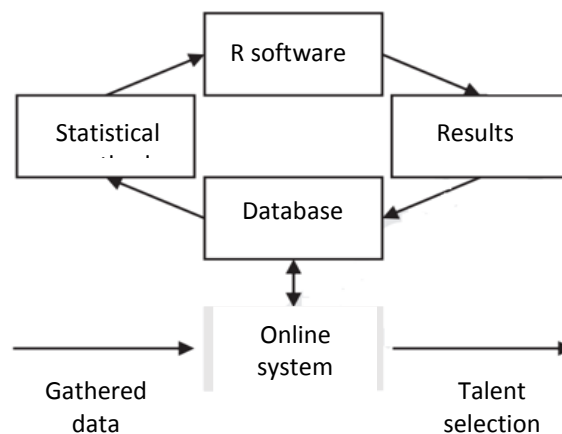 R software
Statistical
Results
Database
Online
system
Gathered
data
Talent
selection